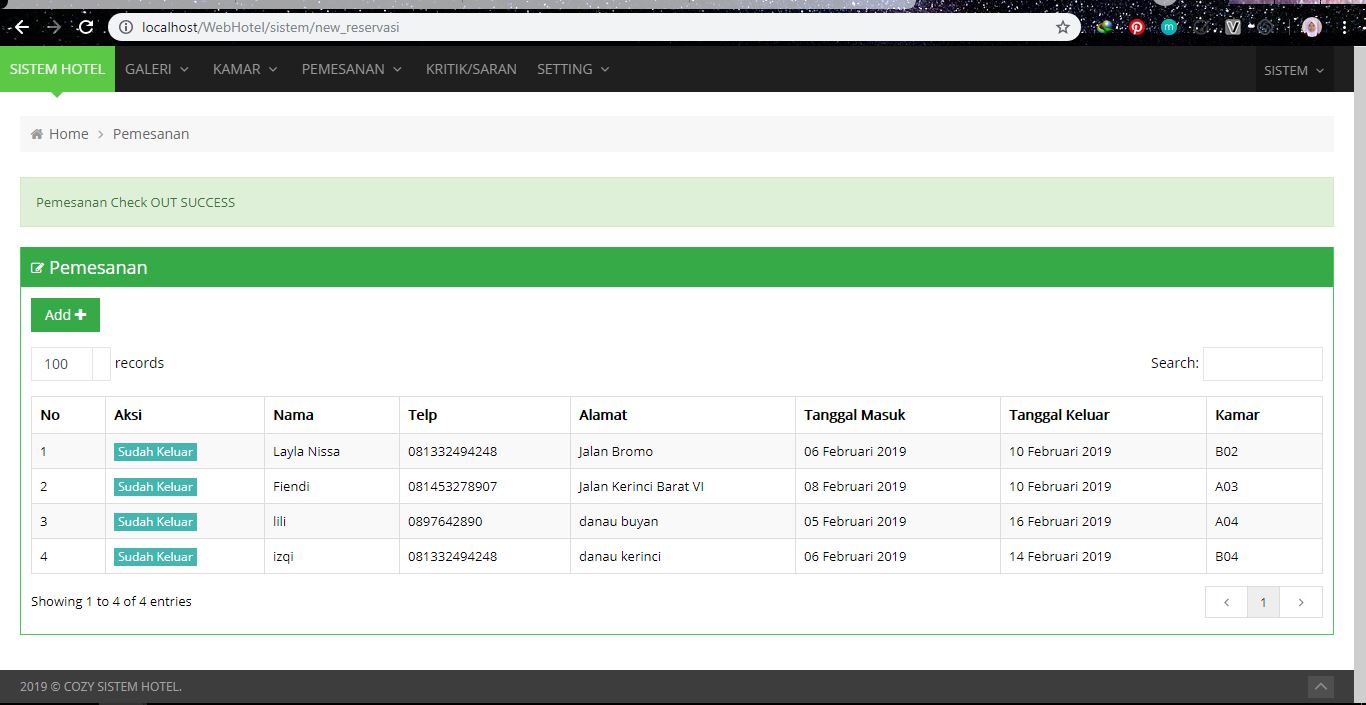 localhost/WebHotel/sistem/new_reservasi
SISTEM HOTEL GALERI KAMAR PEMESANAN KRITIK/SARAN SETTING SISTEM
Home > Pemesanan
Pemesanan Check OUT SUCCESS
Pemesanan
Add +
100 records Search:
No Aksi Nama Telp Alamat Tanggal Masuk Tanggal Keluar Kamar
1 Sudah Keluar Layla Nissa 081332494248 Jalan Bromo 06 Februari 2019 10 Februari 2019 B02
2 Sudah Keluar Fiendi 081453278907 Jalan Kerinci Barat VI 08 Februari 2019 10 Februari 2019 A03
3 Sudah Keluar lili 0897642890 danau buyan 05 Februari 2019 16 Februari 2019 A04
4 Sudah Keluar izqi 081332494248 danau kerinci 06 Februari 2019 14 Februari 2019 B04
Showing 1 to 4 of 4 entries < 1 >
2019 © COZY SISTEM HOTEL.